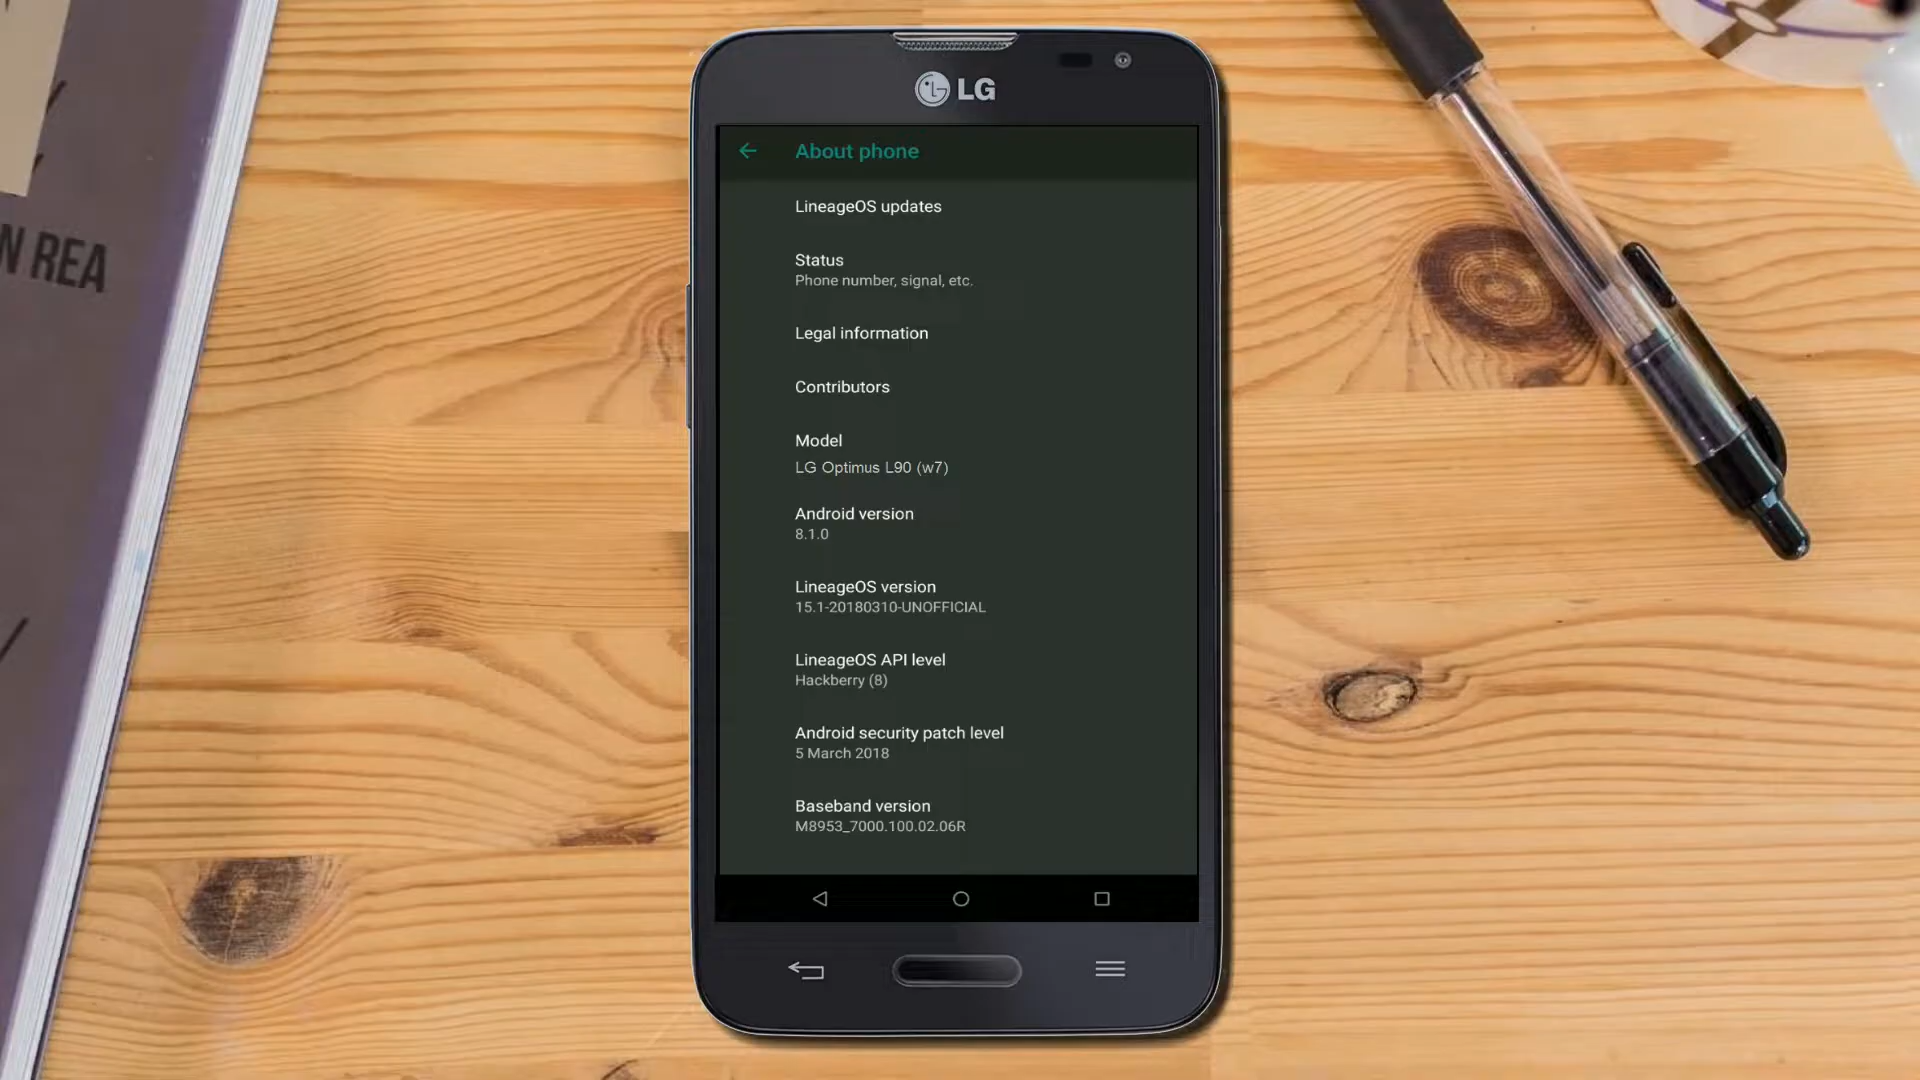 LG
About phone
LineageOS updates
Status
Phone number, signal, etc.
Legal information
Contributors
Model
LG Optimus L90 (w7)
Android version
8.1.0
LineageOS version
15.1-20180310-UNOFFICIAL
LineageOS API level
Hackberry (8)
Android security patch level
5 March 2018
Baseband version
M8953_7000.100.02.06R
N REA